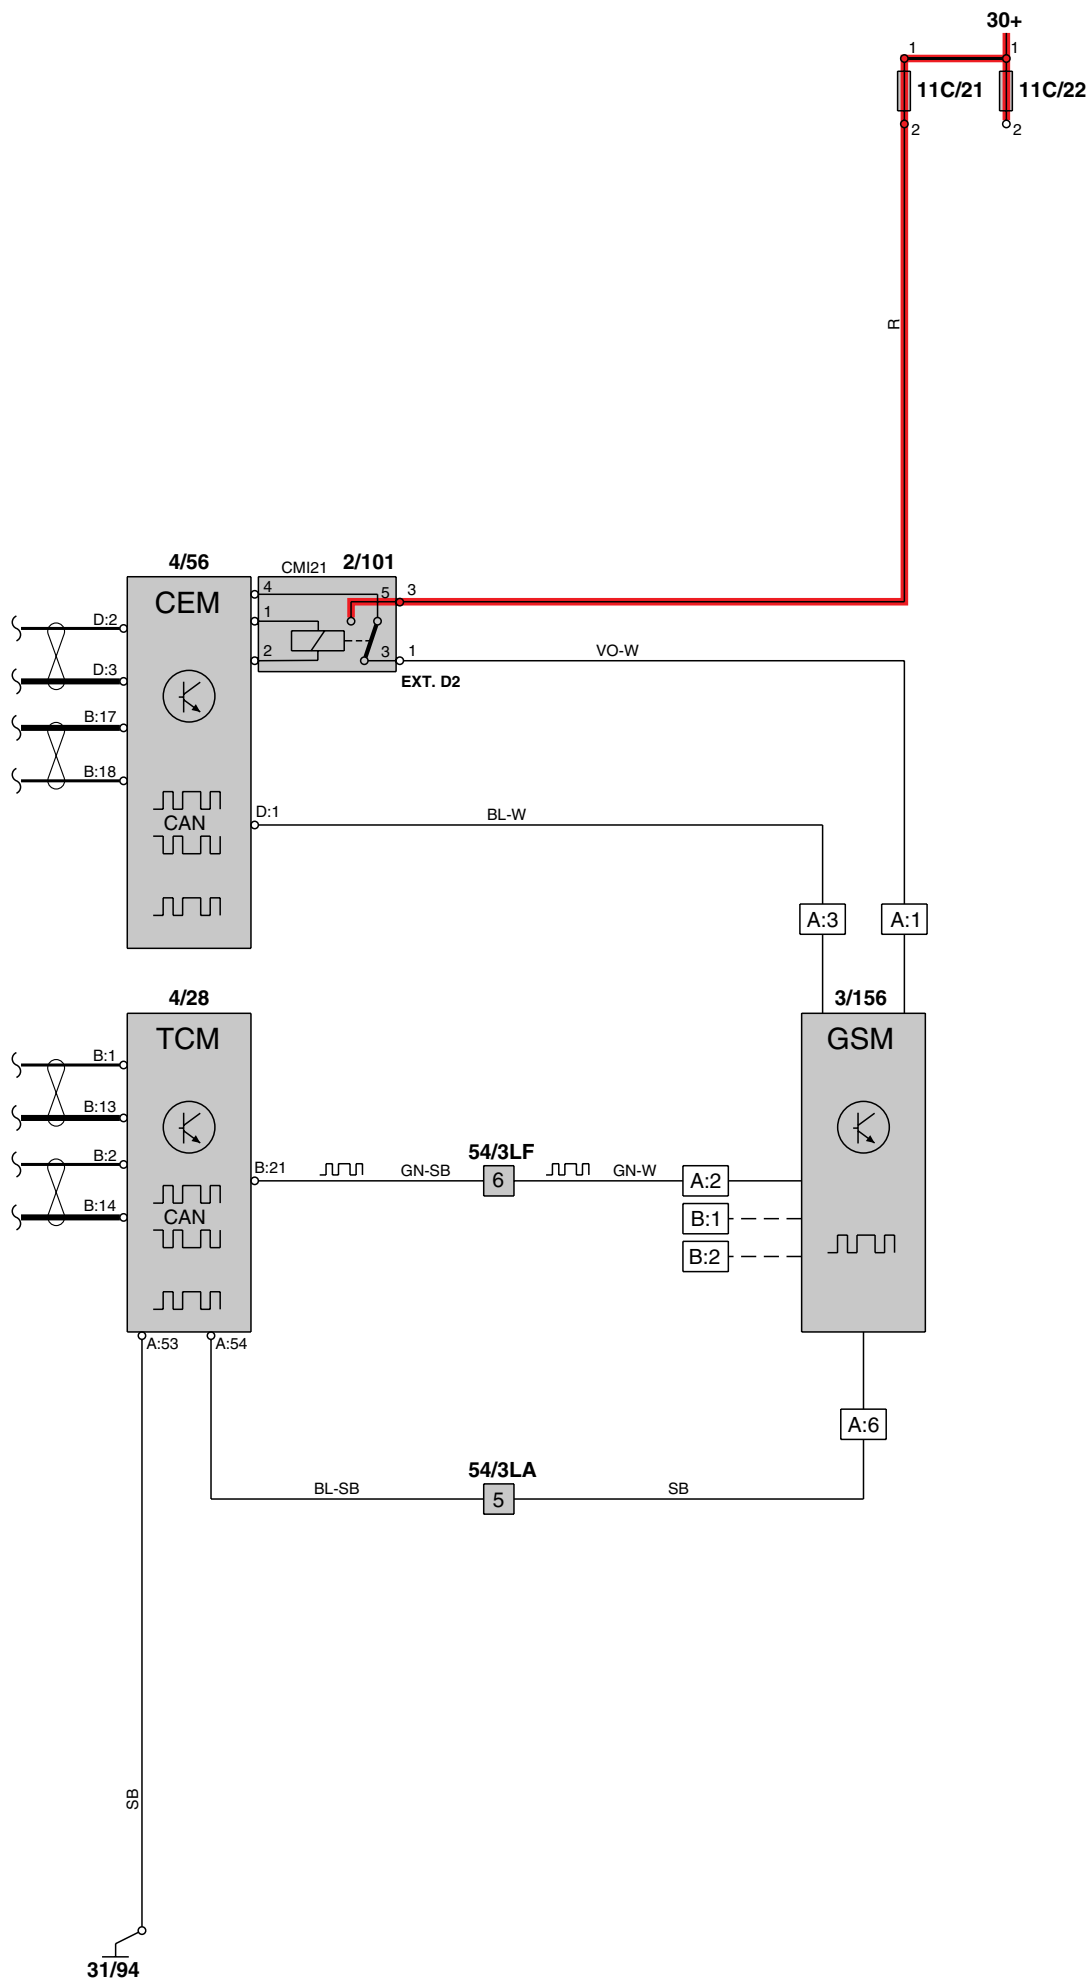 30+
1
1
11C/21
11C/22
2
2
R
4/56
CMI21
2/101
CEM
4
5
3
1
D:2
2
3
1
VO-W
D:3
EXT. D2
B:17
B:18
D:1
BL-W
CAN
A:3
A:1
4/28
3/156
TCM
GSM
B:1
B:13
54/3LF
B:2
B:21
GN-SB
6
GN-W
A:2
B:14
CAN
B:1
B:2
A:53
A:54
A:6
54/3LA
BL-SB
5
SB
SB
31/94